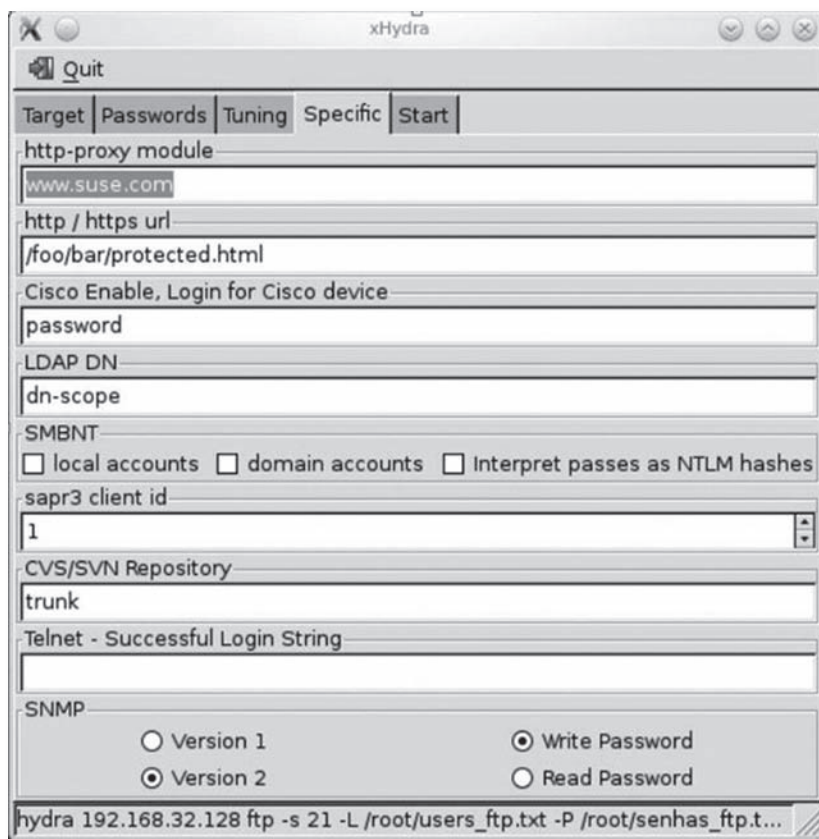 xHydra
Quit
Target Passwords Tuning Specific Start
http-proxy module
www.suse.com
http / https url
/foo/bar/protected.html
Cisco Enable, Login for Cisco device
password
LDAP DN
dn-scope
SMBNT
local accounts domain accounts Interpret passes as NTLM hashes
sapr3 client id
1
CVS/SVN Repository
trunk
Telnet - Successful Login String
SNMP
Version 1 Write Password
Version 2 Read Password
hydra 192.168.32.128 ftp -s 21 -L /root/users_ftp.txt -P /root/senhas_ftp.t...